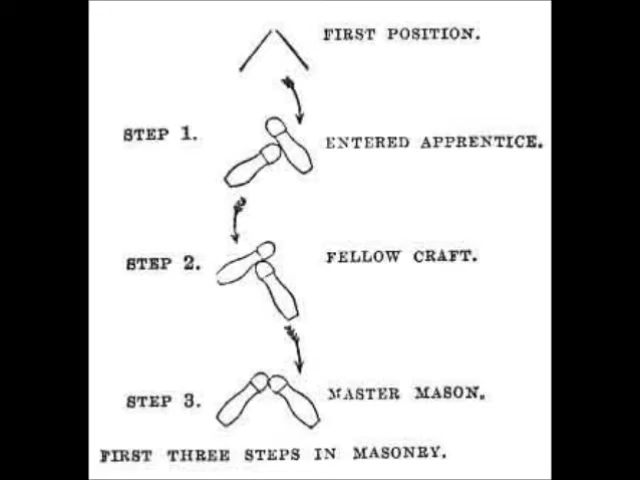 FIRST POSITION.
STEP 1.
ENTERED APPRENTICE.
STEP 2.
FELLOW CRAFT.
STEP 3.
MASTER MASON.
FIRST THREE STEPS IN MASONRY.